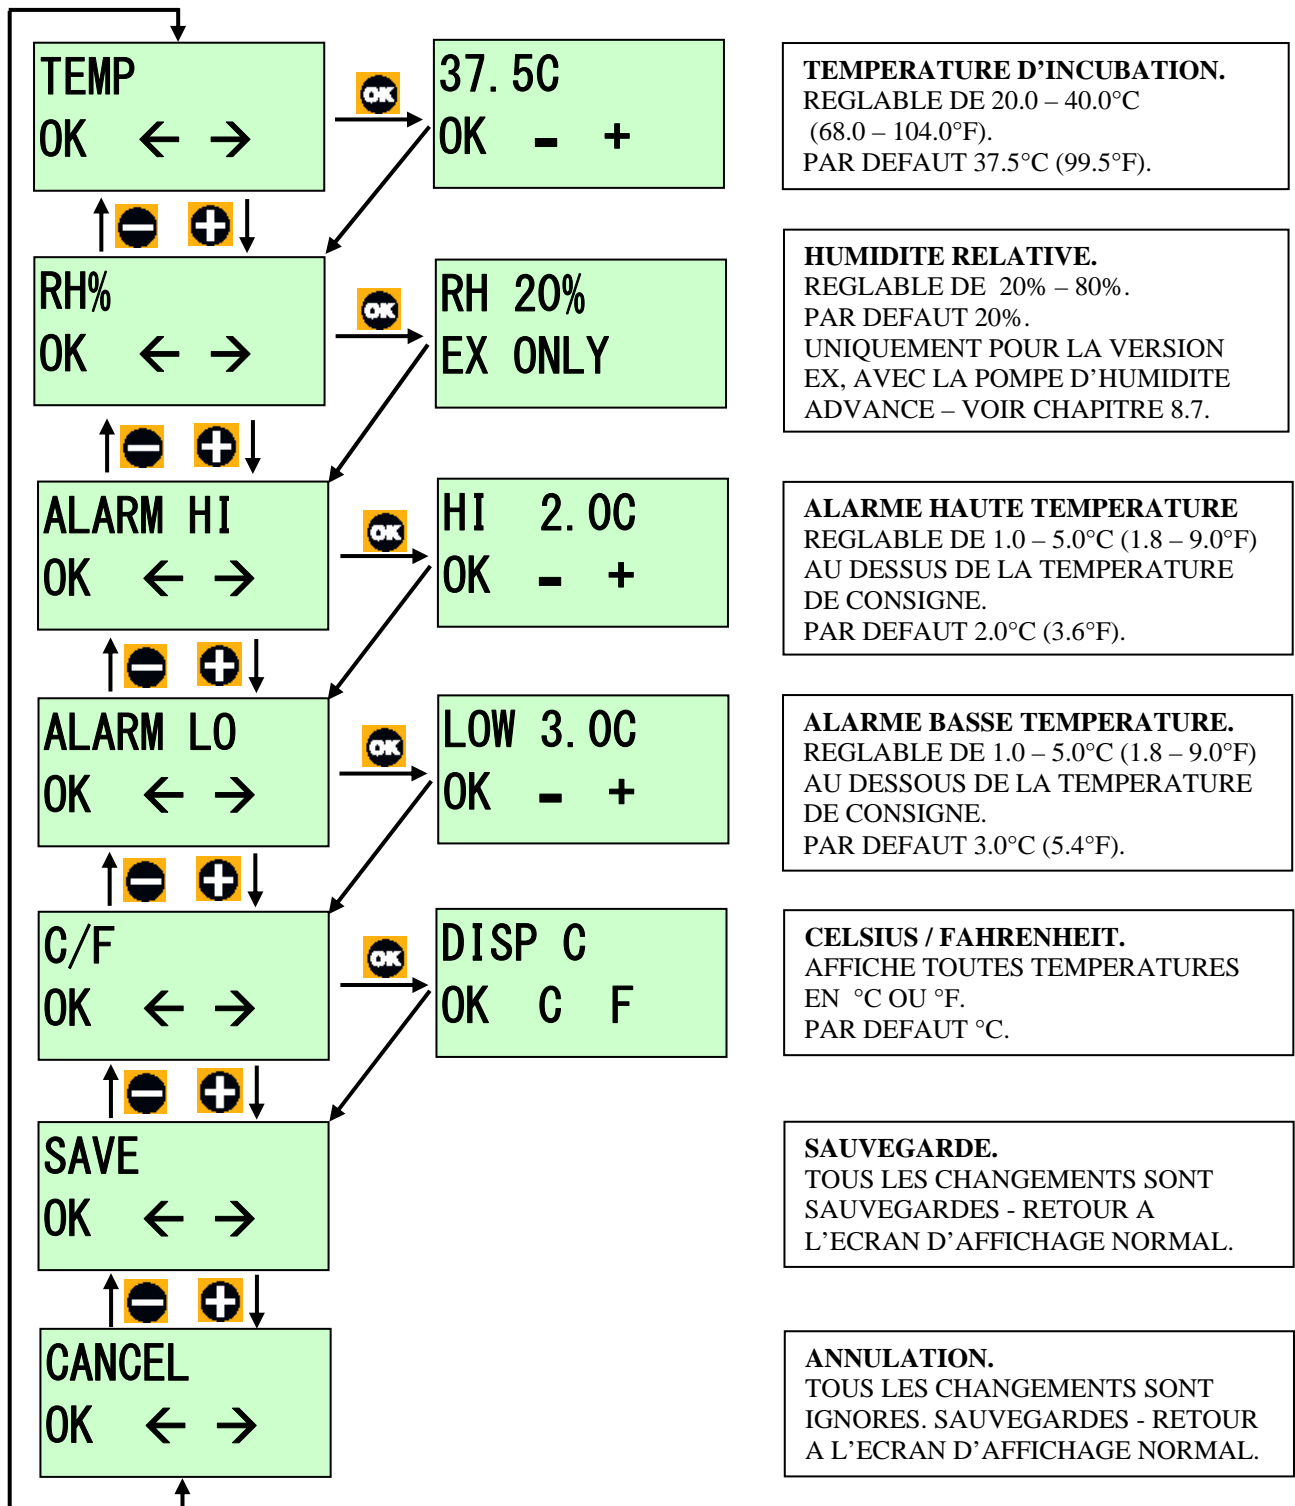 TEMP
OK ← →
OK
37.5C
OK - +
TEMPERATURE D'INCUBATION.
REGLABLE DE 20.0 – 40.0°C
(68.0 – 104.0°F).
PAR DEFAUT 37.5°C (99.5°F).
RH%
OK ← →
OK
RH 20%
EX ONLY
HUMIDITE RELATIVE.
REGLABLE DE 20% – 80%.
PAR DEFAUT 20%.
UNIQUEMENT POUR LA VERSION
EX, AVEC LA POMPE D'HUMIDITE
ADVANCE – VOIR CHAPITRE 8.7.
ALARM HI
OK ← →
OK
HI 2.0C
OK - +
ALARME HAUTE TEMPERATURE
REGLABLE DE 1.0 – 5.0°C (1.8 – 9.0°F)
AU DESSUS DE LA TEMPERATURE
DE CONSIGNE.
PAR DEFAUT 2.0°C (3.6°F).
ALARM LO
OK ← →
OK
LOW 3.0C
OK - +
ALARME BASSE TEMPERATURE.
REGLABLE DE 1.0 – 5.0°C (1.8 – 9.0°F)
AU DESSOUS DE LA TEMPERATURE
DE CONSIGNE.
PAR DEFAUT 3.0°C (5.4°F).
C/F
OK ← →
OK
DISP C
OK C F
CELSIUS / FAHRENHEIT.
AFFICHE TOUTES TEMPERATURES
EN °C OU °F.
PAR DEFAUT °C.
SAVE
OK ← →
SAUVEGARDE.
TOUS LES CHANGEMENTS SONT
SAUVEGARDES - RETOUR A
L'ECRAN D'AFFICHAGE NORMAL.
CANCEL
OK ← →
ANNULATION.
TOUS LES CHANGEMENTS SONT
IGNORES. SAUVEGARDES - RETOUR
A L'ECRAN D'AFFICHAGE NORMAL.